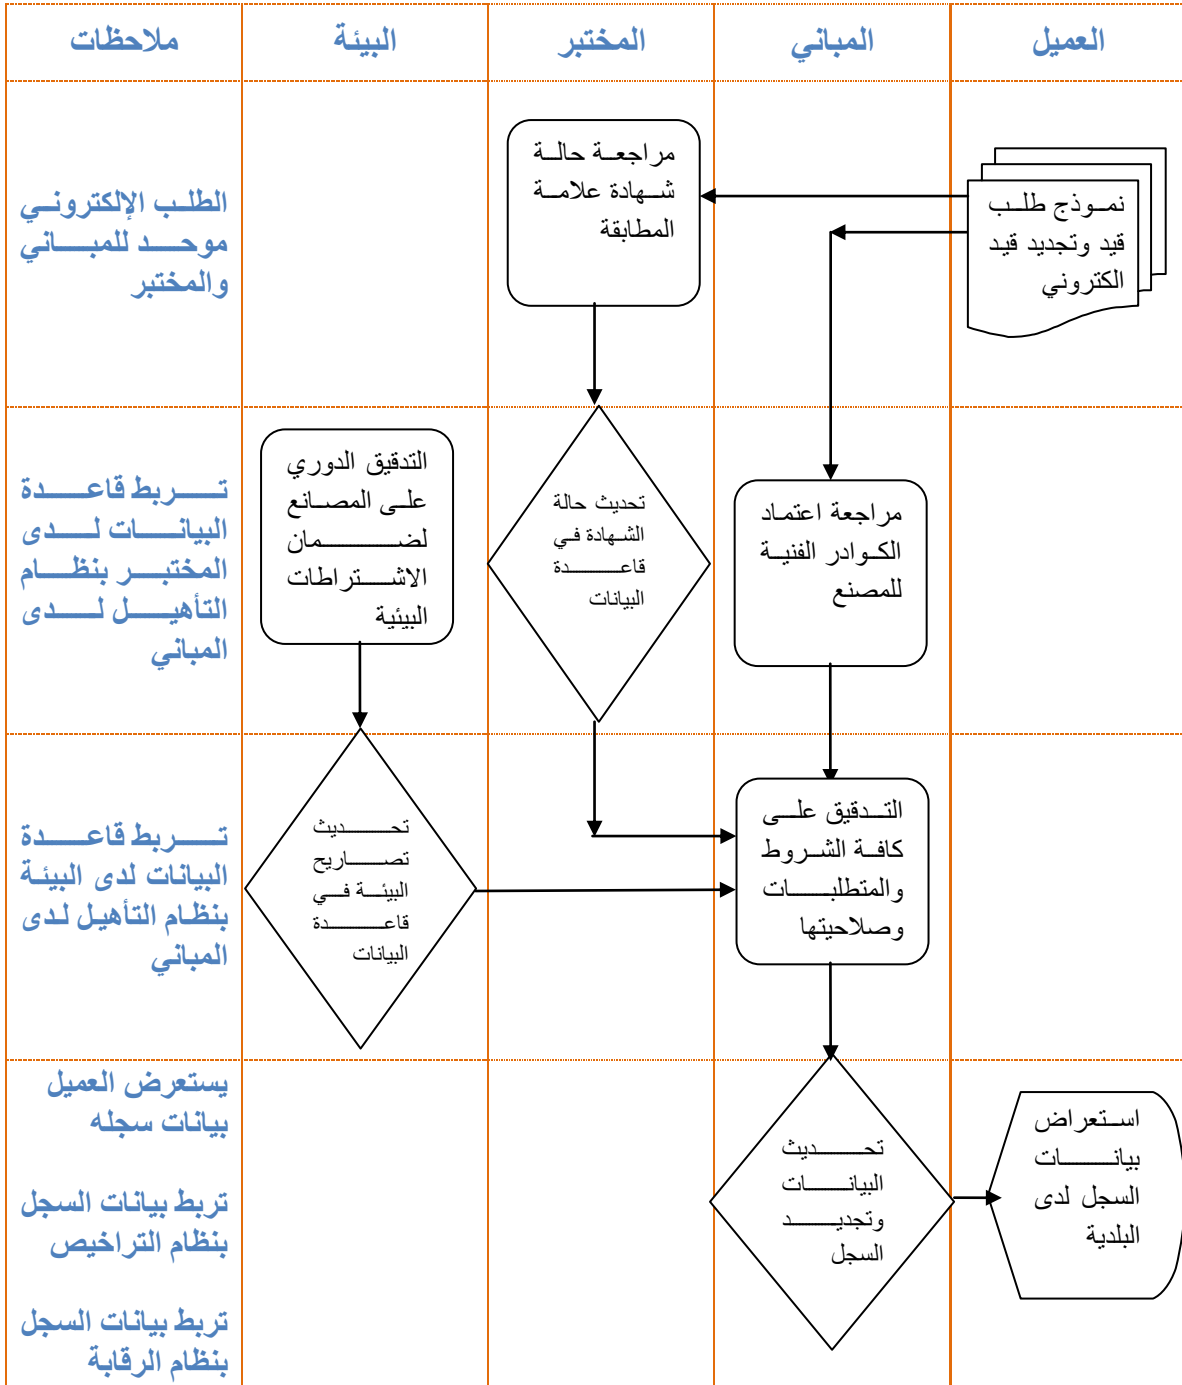 العميل
المباني
المختبر
البيئة
ملاحظات
نموذج طلب
قيد وتجديد قيد
الكتروني
مراجعة حالة
شهادة علامة
المطابقة
الطلب الإلكتروني
موحد للمباني
والمختبر
مراجعة اعتماد
الكوادر الفنية
للمصنع
تحديث حالة
الشهادة في
قاعدة
البيانات
التدقيق الدوري
على المصانع
لضمان
الاشتراطات
البيئية
تربط قاعدة
البيانات لدى
المختبر بنظام
التأهيل لدى
المباني
التدقيق على
كافة الشروط
والمتطلبات
وصلاحيتها
تحديث
تصاريح
البيئة في
قاعدة
البيانات
تربط قاعدة
البيانات لدى البيئة
بنظام التأهيل لدى
المباني
استعراض
بيانات
السجل لدى
البلدية
تحديث
البيانات
وتجديد
السجل
يستعرض العميل
بيانات سجله
تربط بيانات السجل
بنظام التراخيص
تربط بيانات السجل
بنظام الرقابة